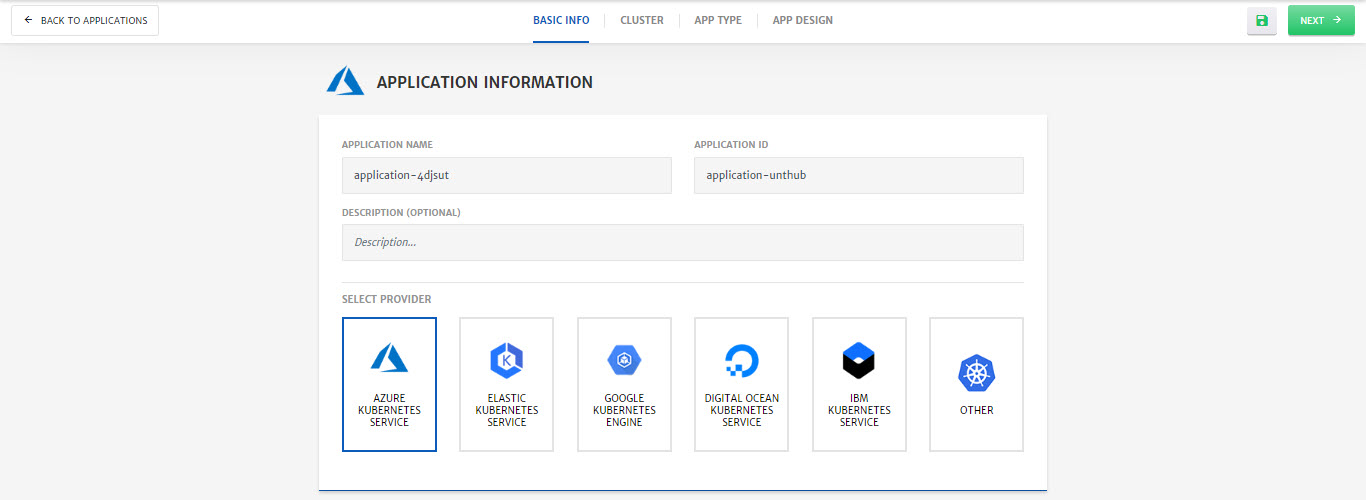 BACK TO APPLICATIONS
BASIC INFO
CLUSTER
APP TYPE
APP DESIGN
NEXT
APPLICATION INFORMATION
APPLICATION NAME
APPLICATION ID
application-4djsut
application-unthub
DESCRIPTION (OPTIONAL)
Description...
SELECT PROVIDER
AZURE
KUBERNETES
SERVICE
K
ELASTIC
KUBERNETES
SERVICE
GOOGLE
KUBERNETES
ENGINE
DIGITAL OCEAN
KUBERNETES
SERVICE
IBM
KUBERNETES
SERVICE
OTHER